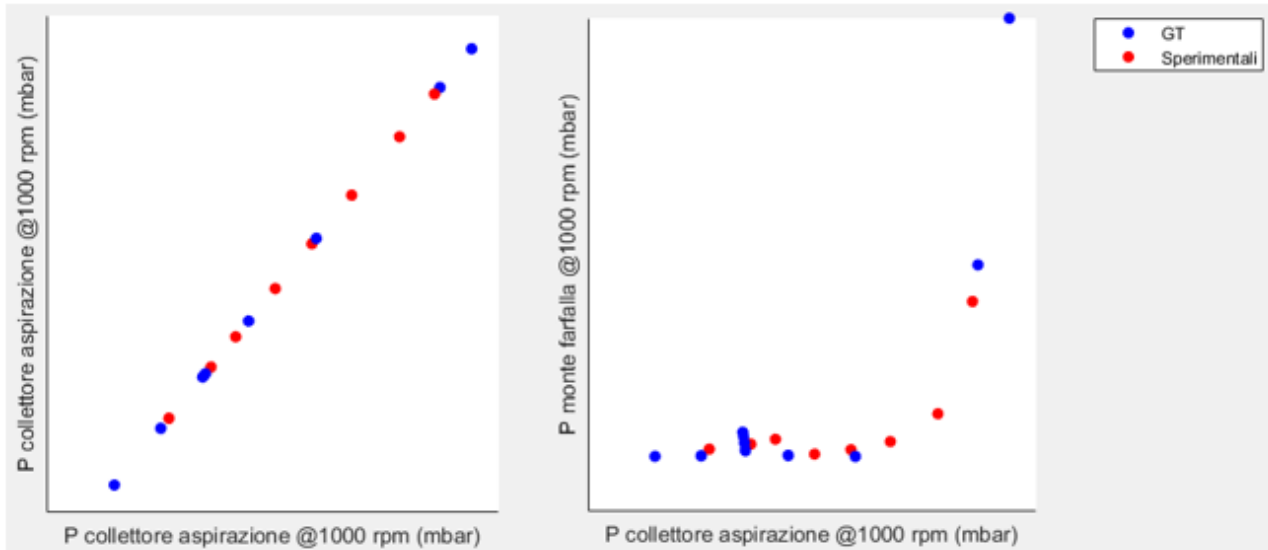 P collettore aspirazione @1000 rpm (mbar)
P collettore aspirazione @1000 rpm (mbar)
P monte farfalla @1000 rpm (mbar)
P collettore aspirazione @1000 rpm (mbar)
GT
Sperimentali